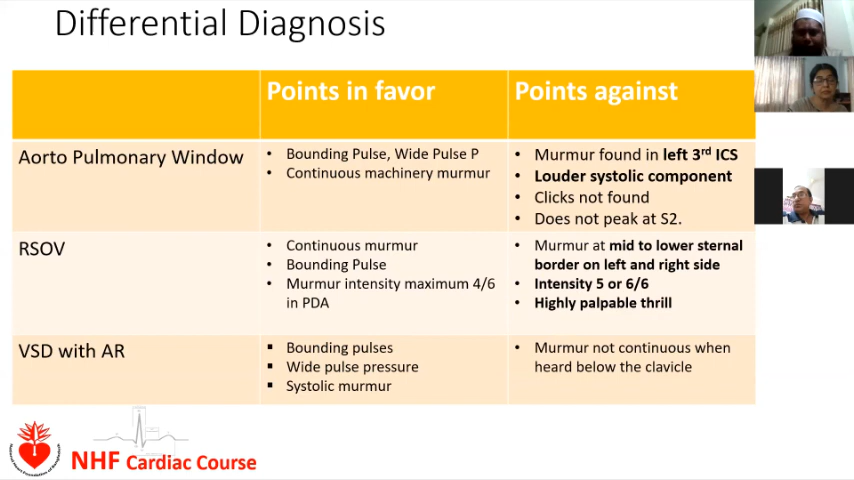 Differential Diagnosis
Points in favor
Points against
Aorto Pulmonary Window
• Bounding Pulse, Wide Pulse P
• Continuous machinery murmur
• Murmur found in left 3rd ICS
• Louder systolic component
• Clicks not found
• Does not peak at S2.
RSOV
• Continuous murmur
• Bounding Pulse
• Murmur intensity maximum 4/6
in PDA
• Murmur at mid to lower sternal
border on left and right side
• Intensity 5 or 6/6
• Highly palpable thrill
VSD with AR
▪ Bounding pulses
▪ Wide pulse pressure
▪ Systolic murmur
• Murmur not continuous when
heard below the clavicle
NHF Cardiac Course